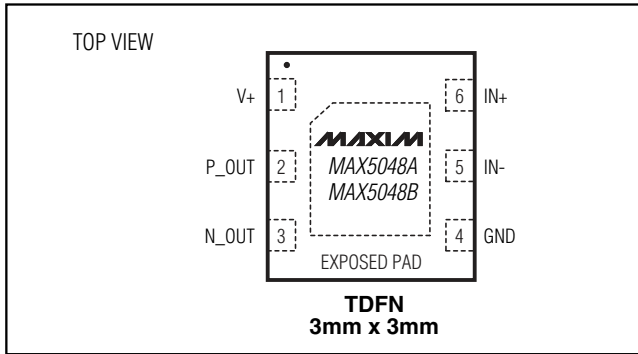 TOP VIEW
V+ 1
6 IN+
MAXIM
P_OUT 2
MAX5048A
5 IN-
MAX5048B
N_OUT 3
4 GND
EXPOSED PAD
TDFN
3mm x 3mm